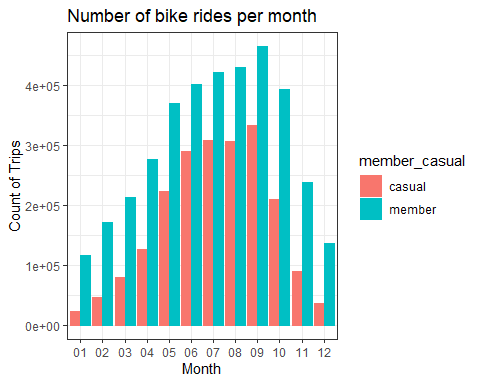 Number of bike rides per month
Count of Trips
4e+05
3e+05
2e+05
1e+05
0e+00
01 02 03 04 05 06 07 08 09 10 11 12
Month
member_casual
casual
member